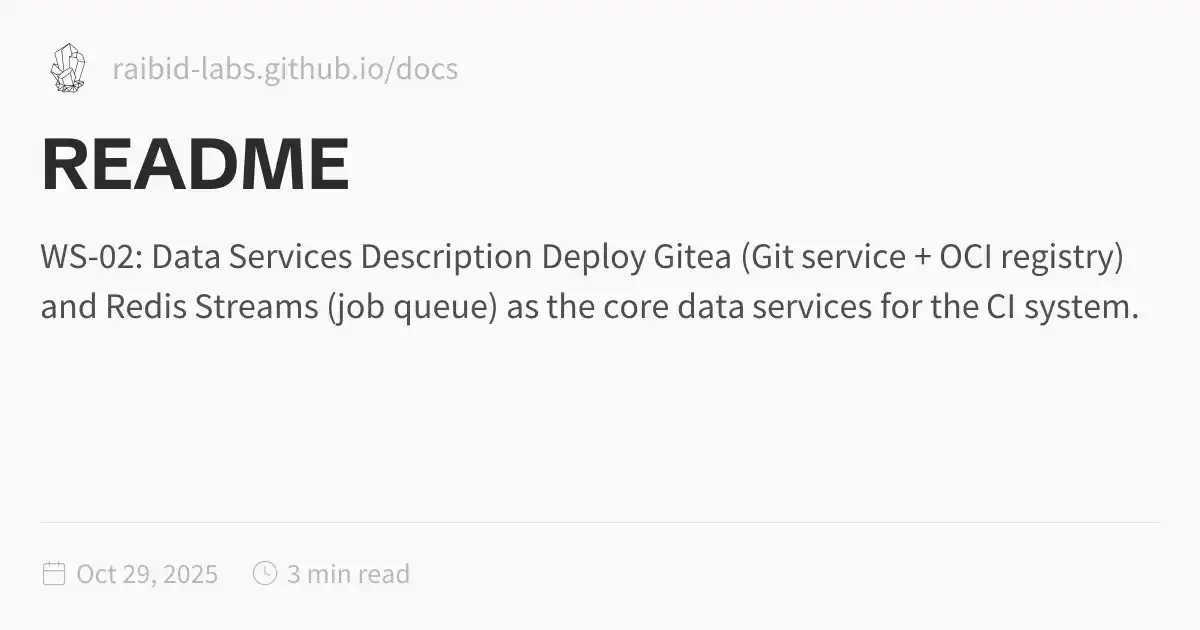 raibid-labs.github.io/docs
README
WS-02: Data Services Description Deploy Gitea (Git service + OCI registry)
and Redis Streams (job queue) as the core data services for the CI system.
Oct 29, 2025 3 min read